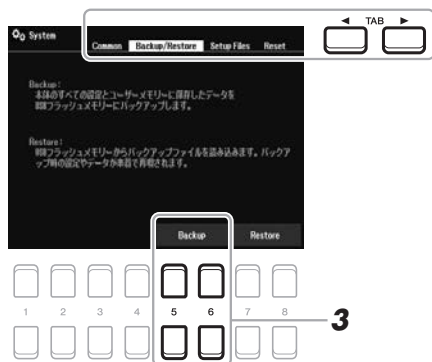 System
Common Backup/Restore Setup Files Reset
◄ TAB ►
Backup:
本体のすべての設定とユーザーメモリーに保存したデータを
USBフラッシュメモリーにバックアップします。
Restore:
USBフラッシュメモリーからバックアップファイルを読み込みます。バックア
ップ時の設定やデータが本器で再現されます。
Backup Restore
1 2 3 4 5 6 7 8
3